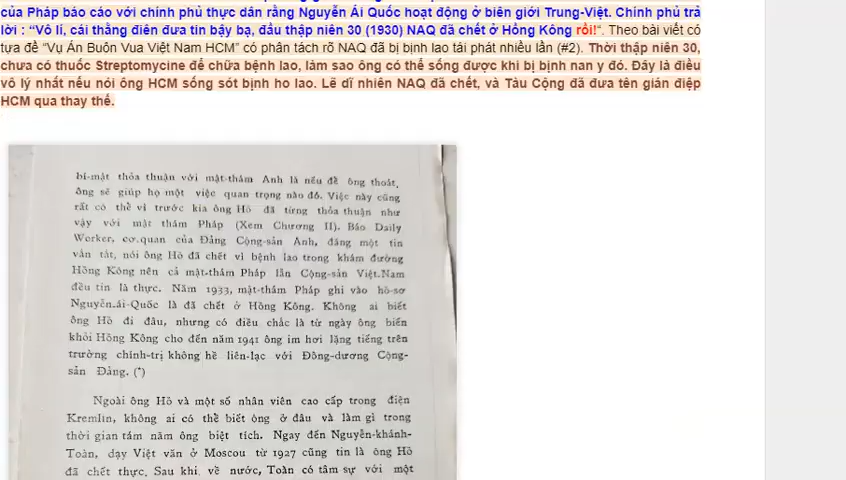 của Pháp báo cáo với chính phủ thực dân rằng Nguyễn Ái Quốc hoạt động ở biên giới Trung-Việt. Chính phủ trả
lời : “Vô lí, cái thằng điên đưa tin bậy bạ, đầu thập niên 30 (1930) NAQ đã chết ở Hồng Kông rồi!“. Theo bài viết có
tựa đề “Vụ Án Buôn Vua Việt Nam HCM” có phân tách rõ NAQ đã bị bịnh lao tái phát nhiều lần (#2). Thời thập niên 30,
chưa có thuốc Streptomycine để chữa bệnh lao, làm sao ông có thể sống được khi bị bịnh nan y đó. Đáy là điều
vô lý nhất nếu nói ông HCM sống sót bịnh ho lao. Lẽ dĩ nhiên NAQ đã chết, và Tàu Cộng đã đưa tên gián điệp
HCM qua thay thế.
bí-mật thỏa thuận với mật-thám Anh là nếu để ông thoát,
ông sẽ giúp họ một việc quan trọng nào đó. Việc này cũng
rất có thể vì trước kia ông Hồ đã từng thỏa thuận như
vậy với mật thám Pháp (Xem Chương II). Báo Daily
Worker, cơ.quan của Đảng Cộng-sản Anh, đăng một tin
vắn tắt, nói ông Hồ đã chết vì bệnh lao trong khám đường
Hồng Kông nên cả mật-thám Pháp lẫn Cộng-sản Việt.Nam
đều tin là thực. Năm 1933, mật-thám Pháp ghi vào hồ-sơ
Nguyễn.ái-Quốc là đã chết ở Hồng Kông. Không ai biết
ông Hồ đi đâu, nhưng có điều chắc là từ ngày ông biến
khỏi Hồng Kông cho đến năm 1941 ông im hơi lặng tiếng trên
trường chính-trị không hề liên-lạc với Đông-dương Cộng-
sản Đảng. (*)
Ngoài ông Hồ và một số nhân viên cao cấp trong điện
Kremlin, không ai có thể biết ông ở đâu và làm gì trong
thời gian tám năm ông biệt tích. Ngay đến Nguyễn-khánh-
Toàn, dạy Việt văn ở Moscou từ 1927 cũng tin là ông Hồ
đã chết thực. Sau khi về nước, Toàn có tâm sự với một